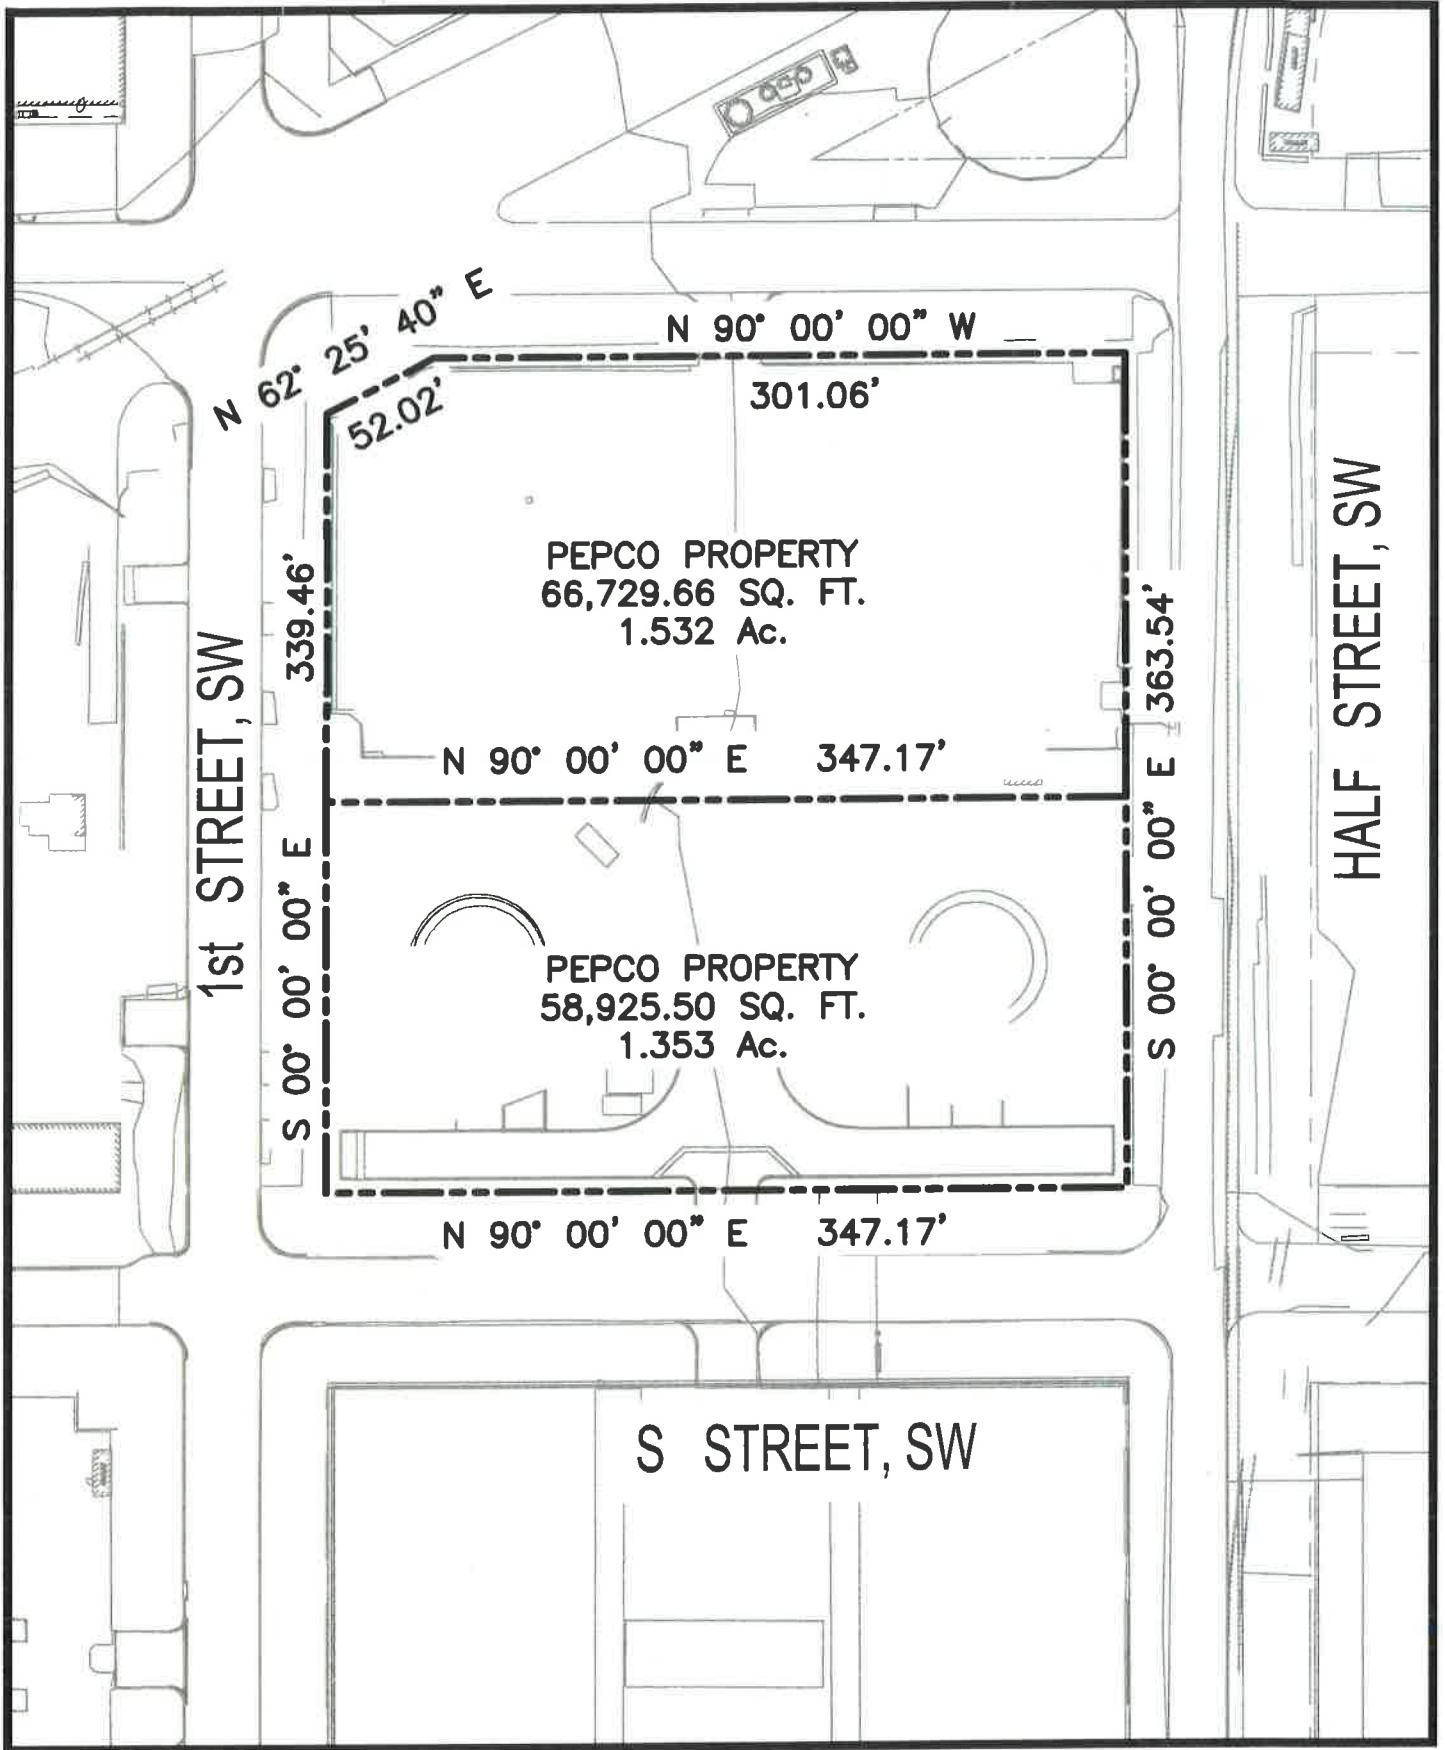 N 62° 25' 40" E
52.02'
N 90° 00' 00" W
301.06'
PEPCO PROPERTY
66,729.66 SQ. FT.
1.532 Ac.
339.46'
S 00° 00' 00" E
1st STREET, SW
363.54'
S 00° 00' 00" E
HALF STREET, SW
N 90° 00' 00" E 347.17'
PEPCO PROPERTY
58,925.50 SQ. FT.
1.353 Ac.
N 90° 00' 00" E 347.17'
S STREET, SW